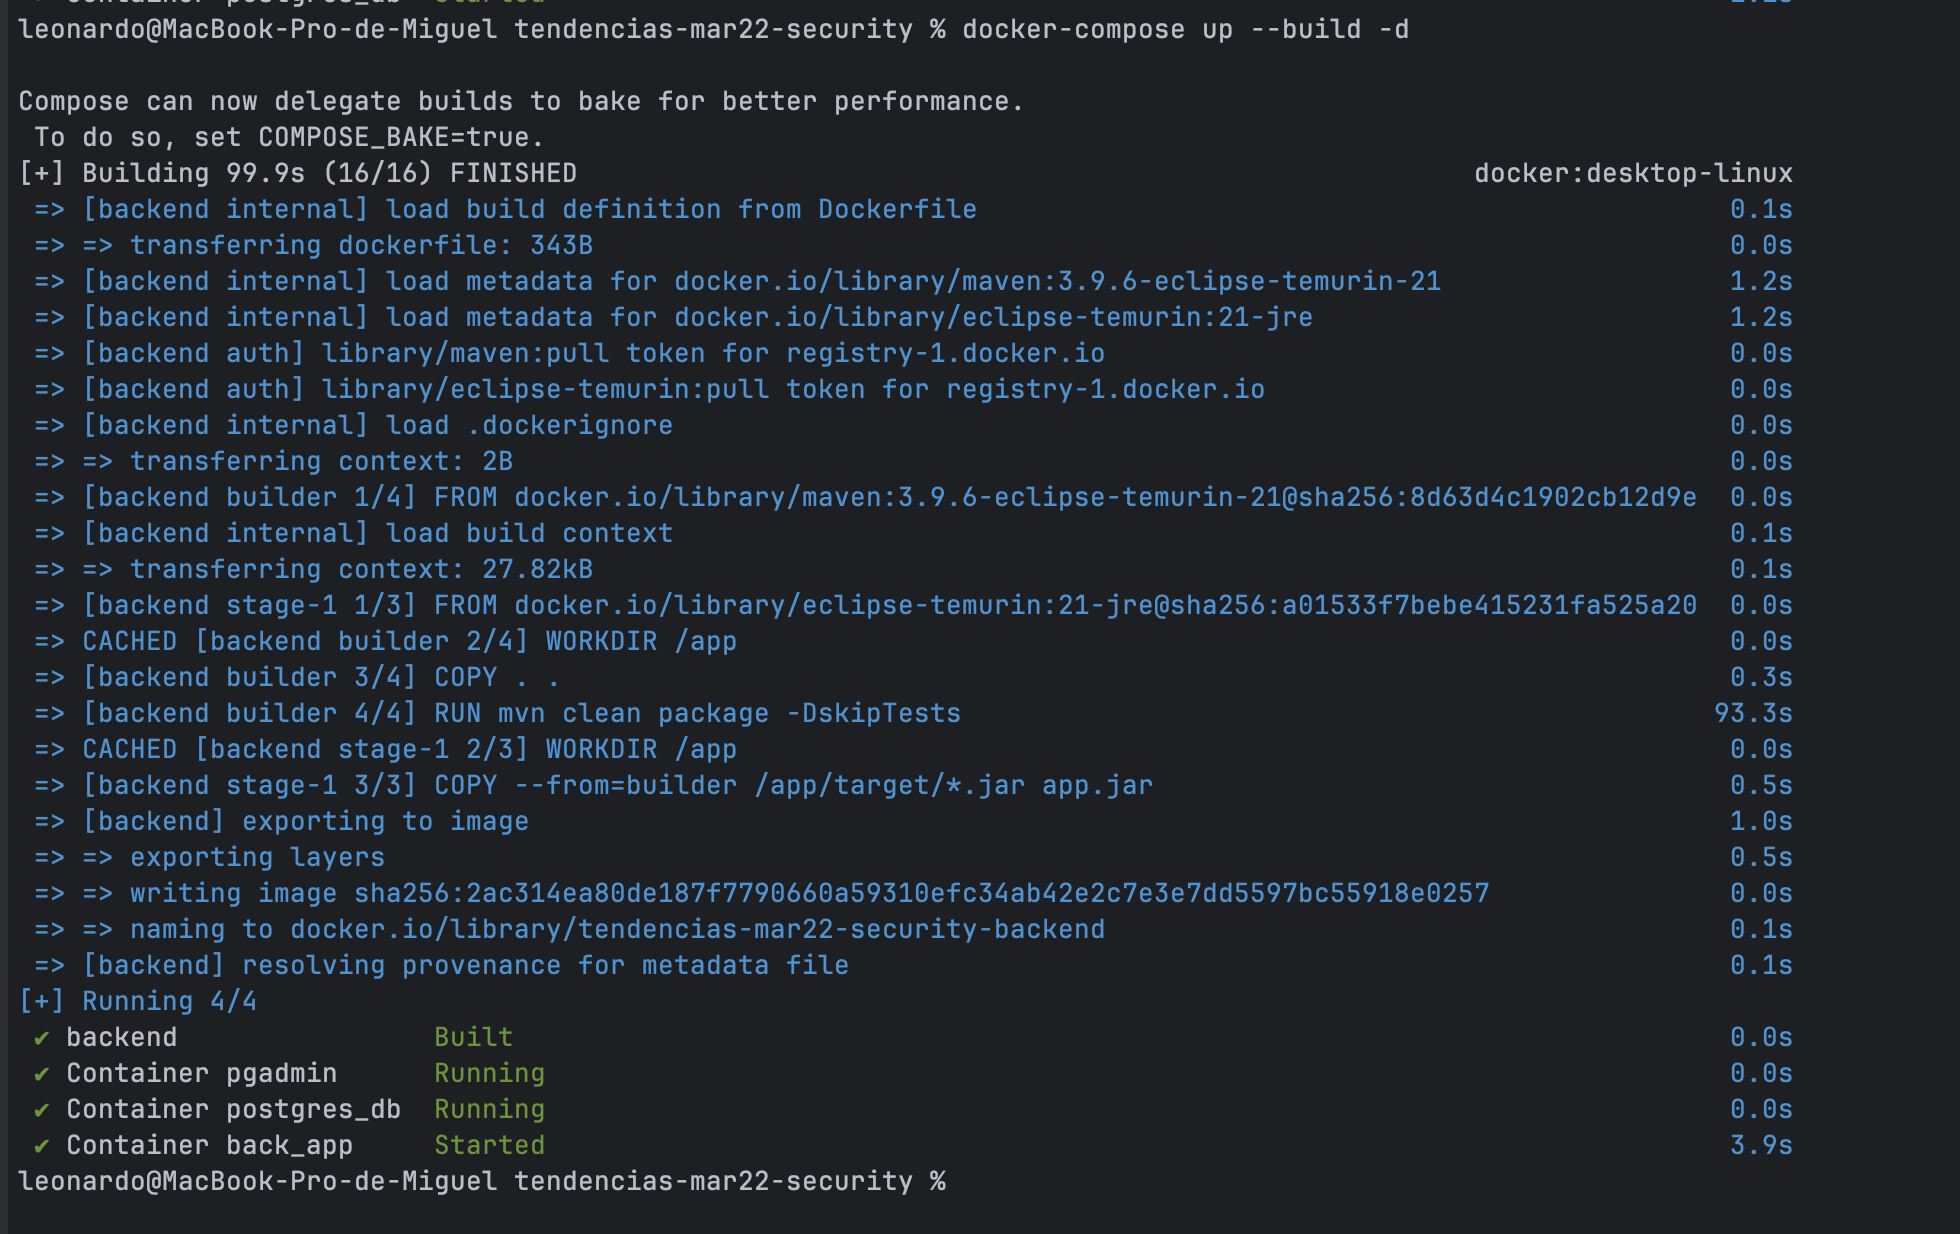 Container postgres_db Started
leonardo@MacBook-Pro-de-Miguel tendencias-mar22-security % docker-compose up --build -d
Compose can now delegate builds to bake for better performance.
To do so, set COMPOSE_BAKE=true.
[+] Building 99.9s (16/16) FINISHED docker:desktop-linux
=> [backend internal] load build definition from Dockerfile 0.1s
=> => transferring dockerfile: 343B 0.0s
=> [backend internal] load metadata for docker.io/library/maven:3.9.6-eclipse-temurin-21 1.2s
=> [backend internal] load metadata for docker.io/library/eclipse-temurin:21-jre 1.2s
=> [backend auth] library/maven:pull token for registry-1.docker.io 0.0s
=> [backend auth] library/eclipse-temurin:pull token for registry-1.docker.io 0.0s
=> [backend internal] load .dockerignore 0.0s
=> => transferring context: 2B 0.0s
=> [backend builder 1/4] FROM docker.io/library/maven:3.9.6-eclipse-temurin-21@sha256:8d63d4c1902cb12d9e 0.0s
=> [backend internal] load build context 0.1s
=> => transferring context: 27.82kB 0.1s
=> [backend stage-1 1/3] FROM docker.io/library/eclipse-temurin:21-jre@sha256:a01533f7bebe415231fa525a20 0.0s
=> CACHED [backend builder 2/4] WORKDIR /app 0.0s
=> [backend builder 3/4] COPY . . 0.3s
=> [backend builder 4/4] RUN mvn clean package -DskipTests 93.3s
=> CACHED [backend stage-1 2/3] WORKDIR /app 0.0s
=> [backend stage-1 3/3] COPY --from=builder /app/target/*.jar app.jar 0.5s
=> [backend] exporting to image 1.0s
=> => exporting layers 0.5s
=> => writing image sha256:2ac314ea80de187f7790660a59310efc34ab42e2c7e3e7dd5597bc55918e0257 0.0s
=> => naming to docker.io/library/tendencias-mar22-security-backend 0.1s
=> [backend] resolving provenance for metadata file 0.1s
[+] Running 4/4
✔ backend Built 0.0s
✔ Container pgadmin Running 0.0s
✔ Container postgres_db Running 0.0s
✔ Container back_app Started 3.9s
leonardo@MacBook-Pro-de-Miguel tendencias-mar22-security %